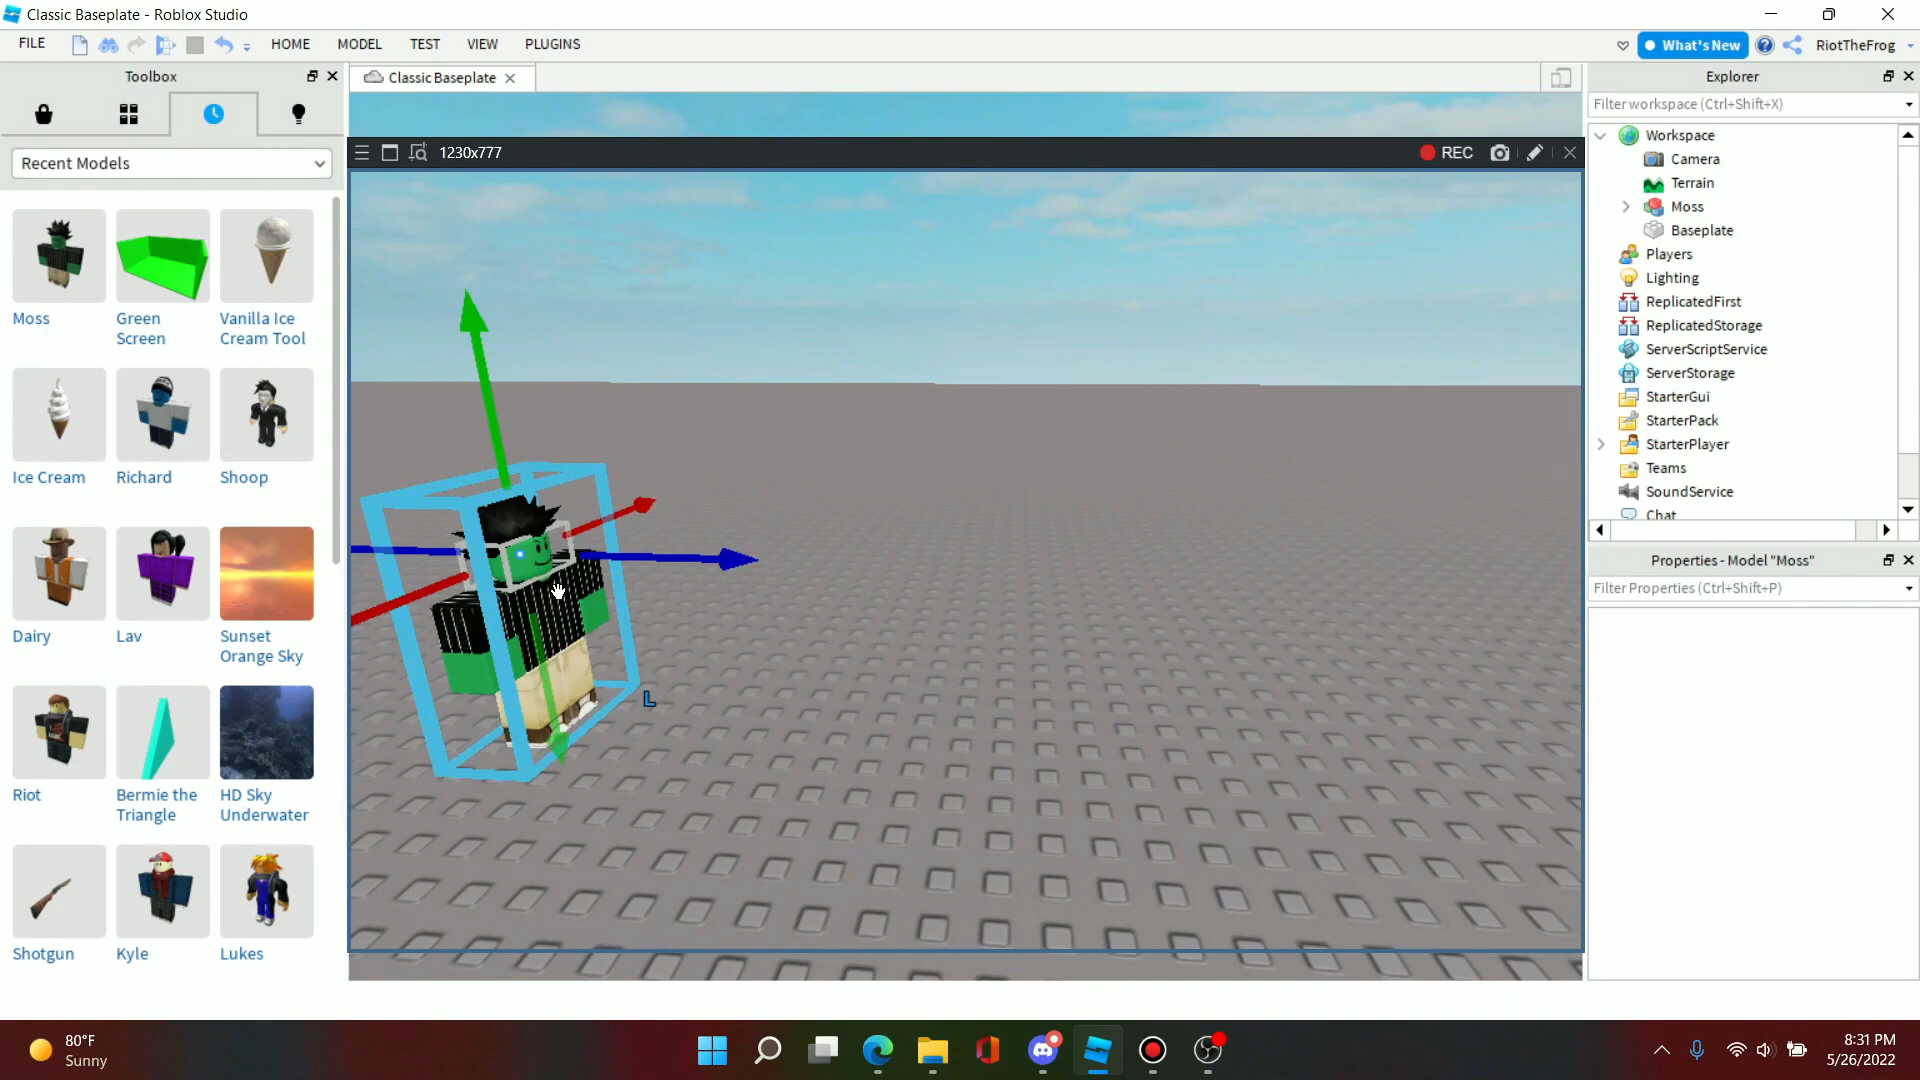 Classic Baseplate - Roblox Studio
FILE
HOME
MODEL
TEST
VIEW
PLUGINS
What's New
RiotTheFrog
Toolbox
Classic Baseplate
Explorer
Filter workspace (Ctrl+Shift+X)
Recent Models
1230x777
REC
Workspace
Camera
Terrain
Moss
Baseplate
Players
Lighting
ReplicatedFirst
ReplicatedStorage
ServerScriptService
ServerStorage
StarterGui
StarterPack
StarterPlayer
Teams
SoundService
Chat
Moss
Green
Screen
Vanilla Ice
Cream Tool
Ice Cream
Richard
Shoop
Dairy
Lav
Sunset
Orange Sky
Riot
Bermie the
Triangle
HD Sky
Underwater
Shotgun
Kyle
Lukes
L
Properties - Model "Moss"
Filter Properties (Ctrl+Shift+P)
80°F
Sunny
8:31 PM
5/26/2022